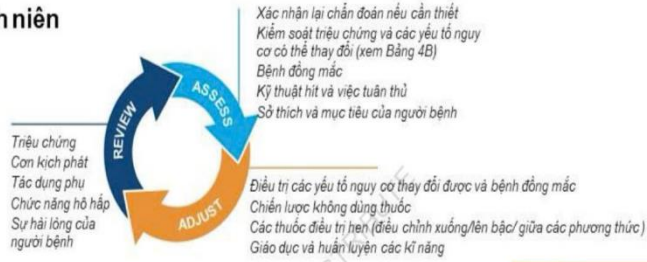 n niên
Xác nhận lại chẩn đoán nếu cần thiết
Kiểm soát triệu chứng và các yếu tố nguy
cơ có thể thay đổi (xem Bảng 4B)
Bệnh đồng mắc
Kỹ thuật hít và việc tuân thủ
Sở thích và mục tiêu của người bệnh
ASSESS
REVIEW
ADJUST
Triệu chứng
Cơn kịch phát
Tác dụng phụ
Chức năng hô hấp
Sự hài lòng của
người bệnh
Điều trị các yếu tố nguy cơ thay đổi được và bệnh đồng mắc
Chiến lược không dùng thuốc
Các thuốc điều trị hen (điều chỉnh xuống/lên bậc/ giữa các phương thức)
Giáo dục và huấn luyện các kĩ năng